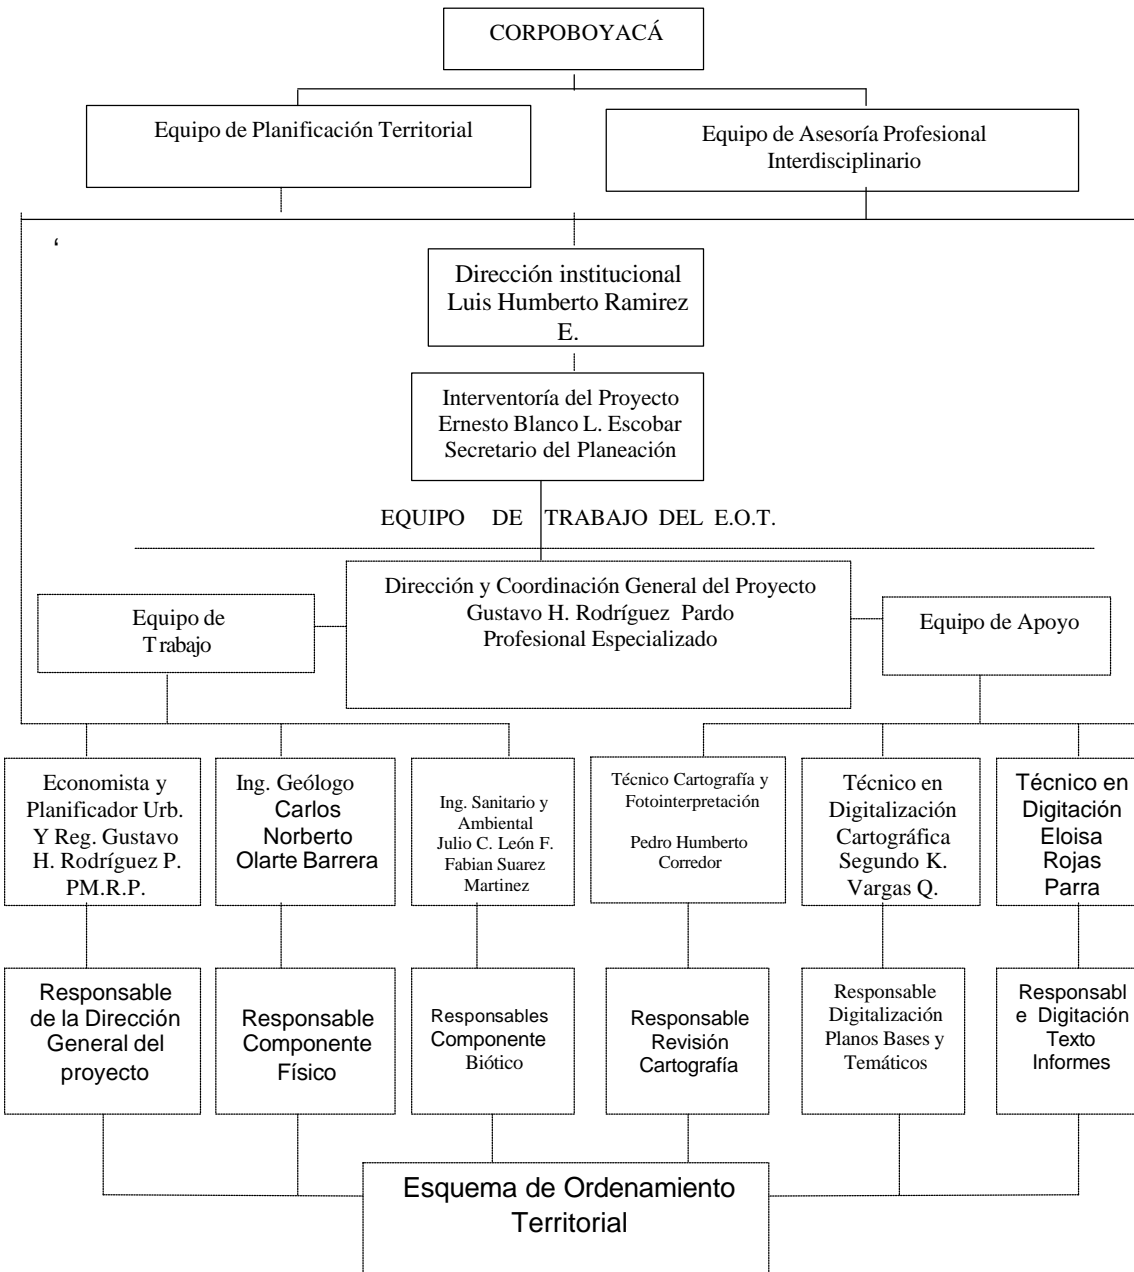 CORPOBOYACÁ
Equipo de Planificación Territorial
Equipo de Asesoría Profesional
Interdisciplinario
‘
Dirección institucional
Luis Humberto Ramirez
E.
Interventoría del Proyecto
Ernesto Blanco L. Escobar
Secretario del Planeación
EQUIPO DE TRABAJO DEL E.O.T.
Dirección y Coordinación General del Proyecto
Gustavo H. Rodríguez Pardo
Profesional Especializado
Equipo de
Trabajo
Equipo de Apoyo
Economista y
Planificador Urb.
Y Reg. Gustavo
H. Rodríguez P.
PM.R.P.
Ing. Geólogo
Carlos
Norberto
Olarte Barrera
Ing. Sanitario y
Ambiental
Julio C. León F.
Fabian Suarez
Martinez
Técnico Cartografía y
Fotointerpretación
Pedro Humberto
Corredor
Técnico en
Digitalización
Cartográfica
Segundo K.
Vargas Q.
Técnico en
Digitación
Eloisa
Rojas
Parra
Responsable
de la Dirección
General del
proyecto
Responsable
Componente
Físico
Responsables
Componente
Biótico
Responsable
Revisión
Cartografía
Responsable
Digitalización
Planos Bases y
Temáticos
Responsabl
e Digitación
Texto
Informes
Esquema de Ordenamiento
Territorial